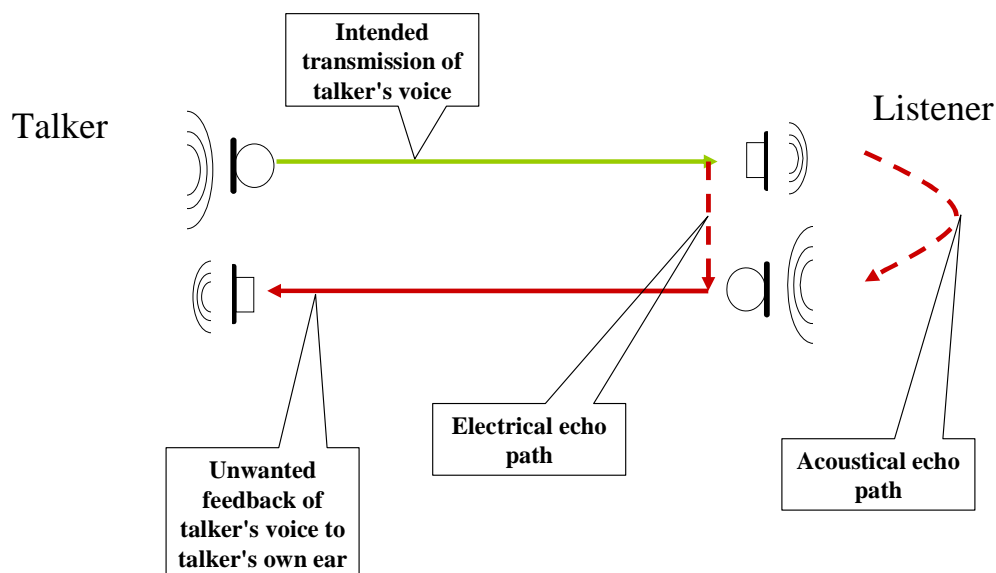 Intended
transmission of
talker's voice
Talker
Listener
Electrical echo
path
Acoustical echo
path
Unwanted
feedback of
talker's voice to
talker's own ear